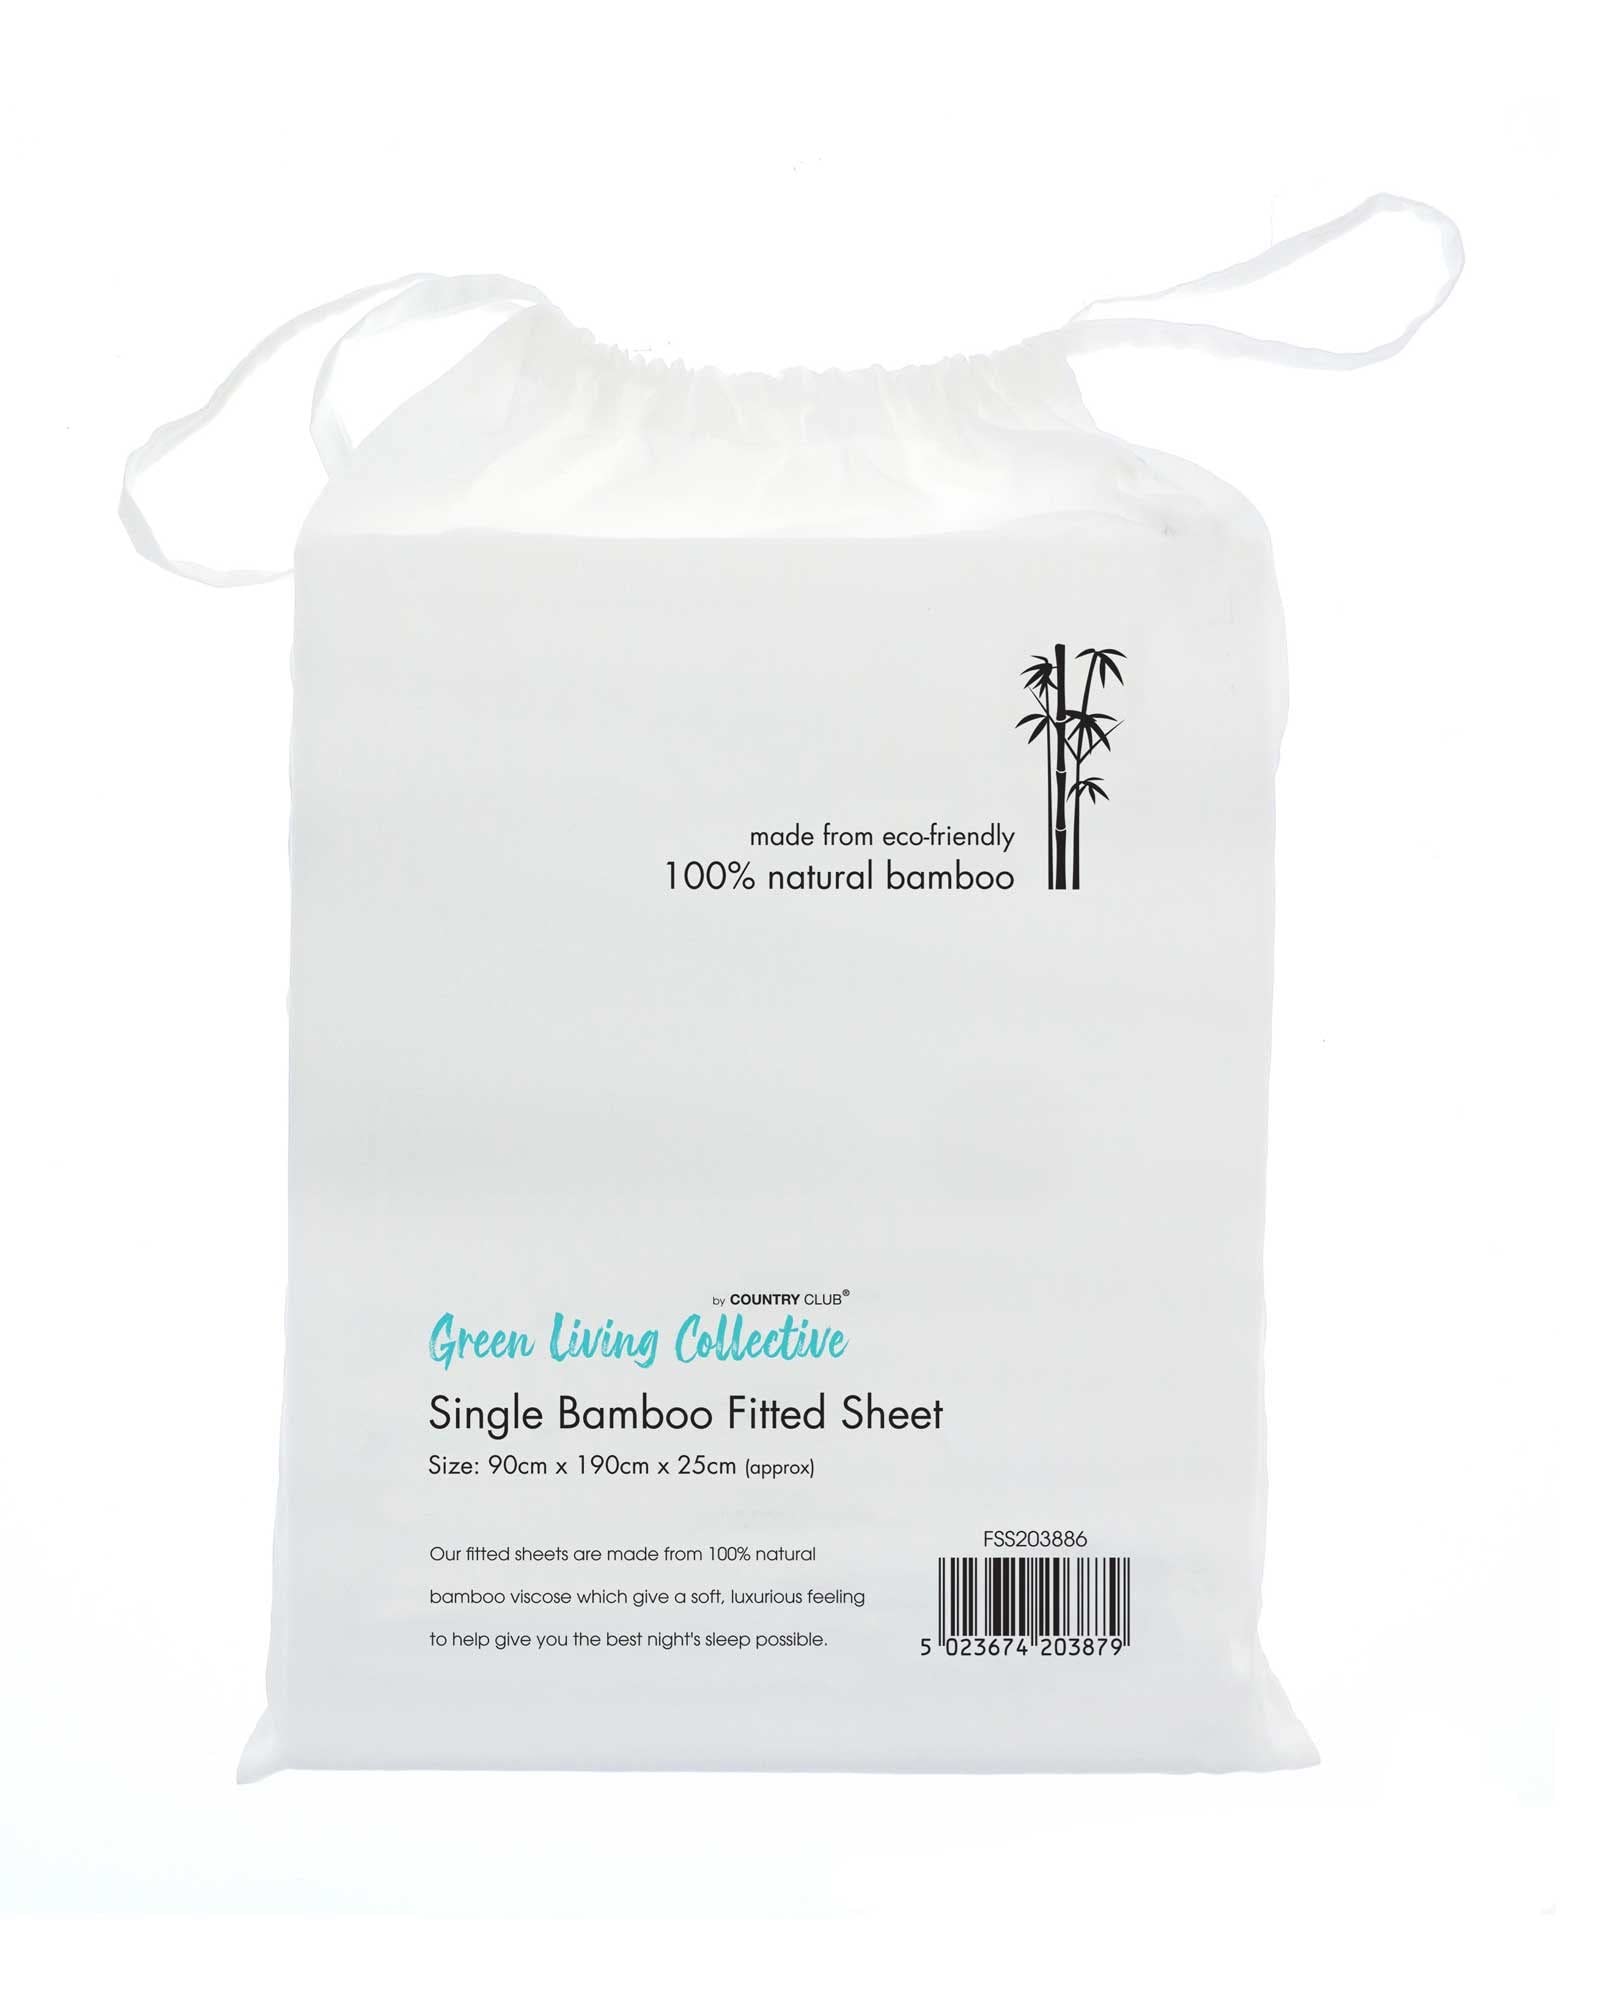 made from eco-friendly
100% natural bamboo
by COUNTRY CLUB®
Green Living Collective
Single Bamboo Fitted Sheet
Size: 90cm x 190cm x 25cm (approx)
Our fitted sheets are made from 100% natural
bamboo viscose which give a soft, luxurious feeling
to help give you the best night's sleep possible.
FSS203886
5 023674 203879